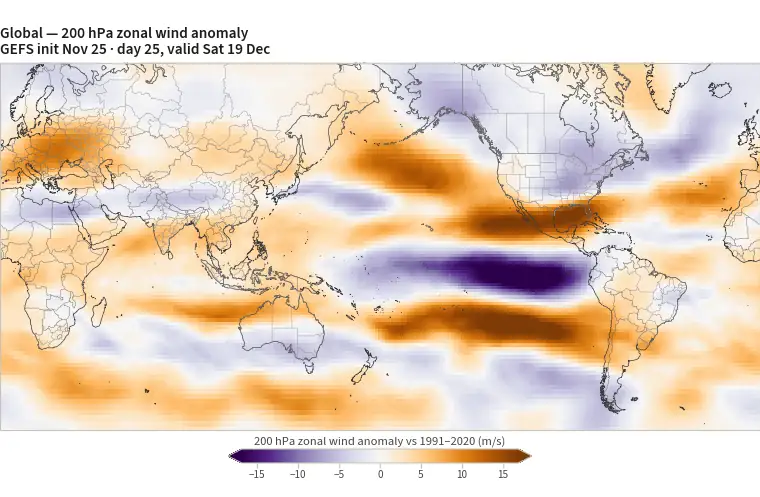 Global — 200 hPa zonal wind anomaly
GEFS init Nov 25 · day 25, valid Sat 19 Dec
200 hPa zonal wind anomaly vs 1991–2020 (m/s)
−15 −10 −5 0 5 10 15